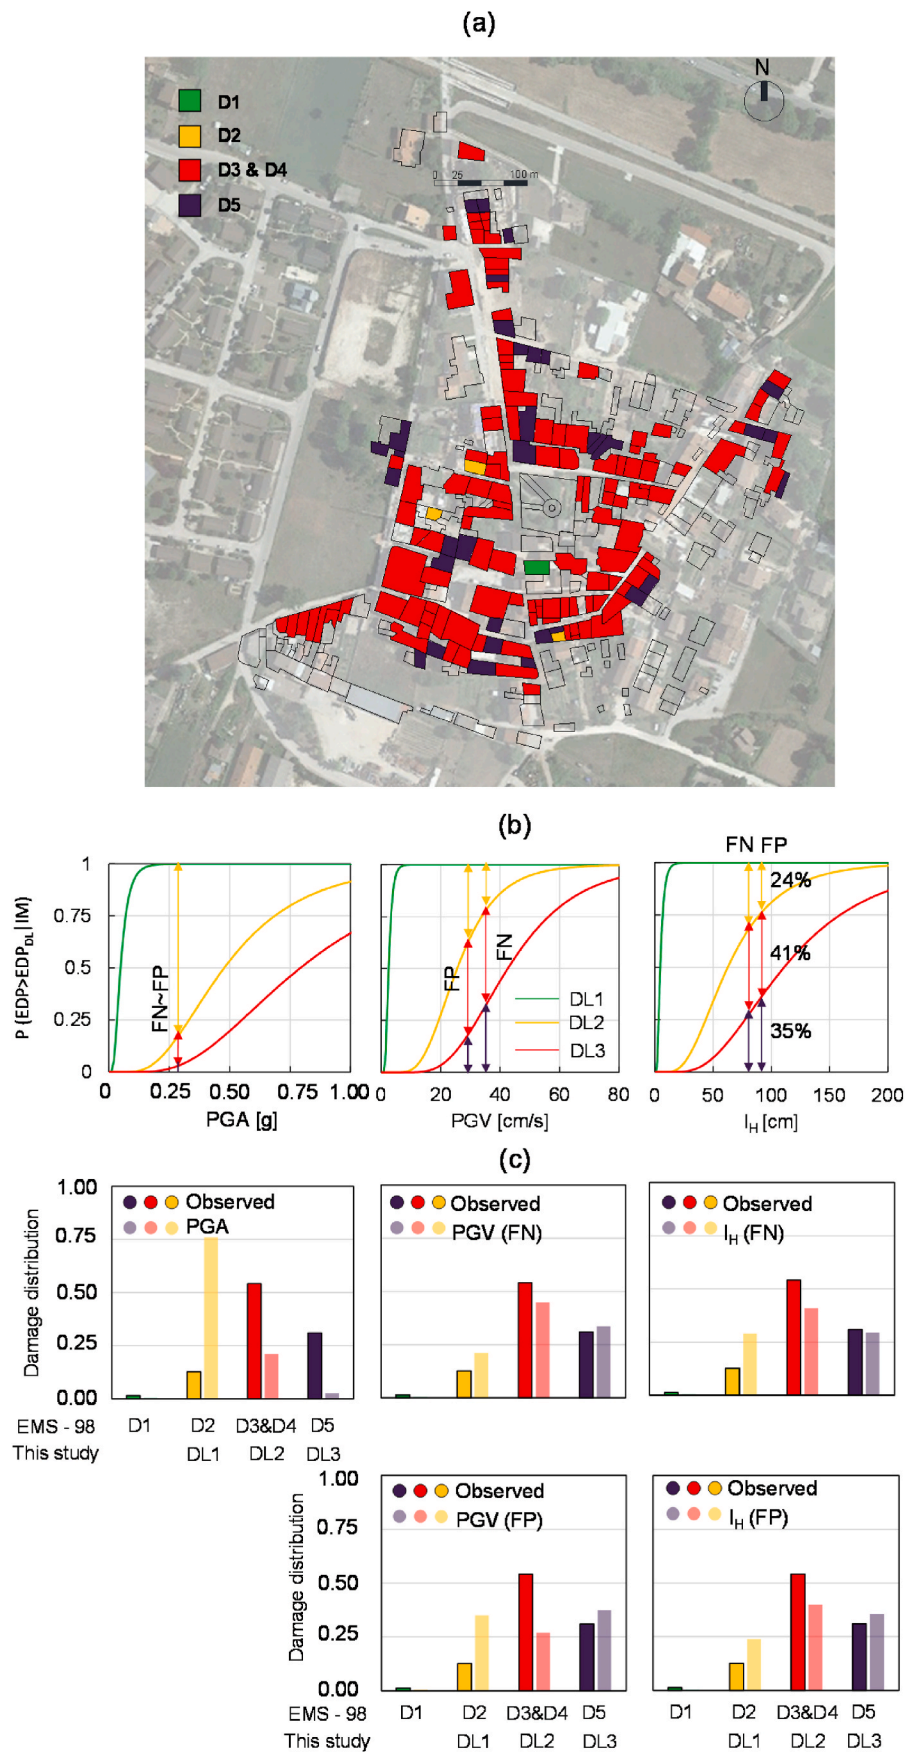 (a)
N
D1
D2
D3 & D4
D5
0 25 100 m
(b)
FN FP
P (EDP>EDP_DL|IM)
1
0.75
0.5
0.25
0
FN~FP
0 0.25 0.50 0.75 1.00
PGA [g]
FP
FN
DL1
DL2
DL3
0 20 40 60 80
PGV [cm/s]
24%
41%
35%
0 50 100 150 200
I_H [cm]
(c)
Damage distribution
1.00
0.75
0.50
0.25
0.00
Observed
PGA
Observed
PGV (FN)
Observed
I_H (FN)
EMS - 98 D1 D2 D3&D4 D5
This study DL1 DL2 DL3
Damage distribution
1.00
0.75
0.50
0.25
0.00
Observed
PGV (FP)
Observed
I_H (FP)
EMS - 98 D1 D2 D3&D4 D5 D1 D2 D3&D4 D5
This study DL1 DL2 DL3 DL1 DL2 DL3